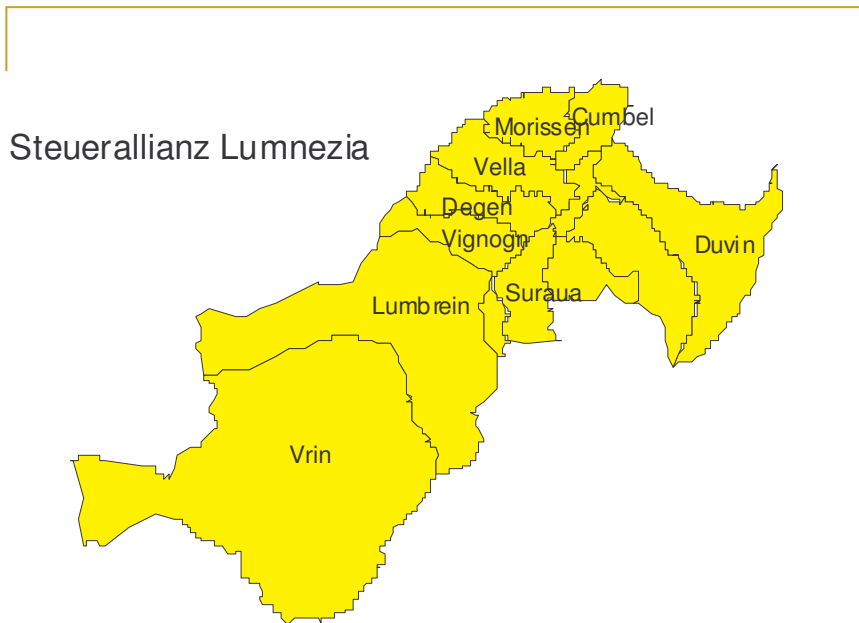 Cumbel
Morissen
Steuerallianz Lumnezia
Vella
Degen
Vignogn
Duvin
Suraua
Lumbrein
Vrin